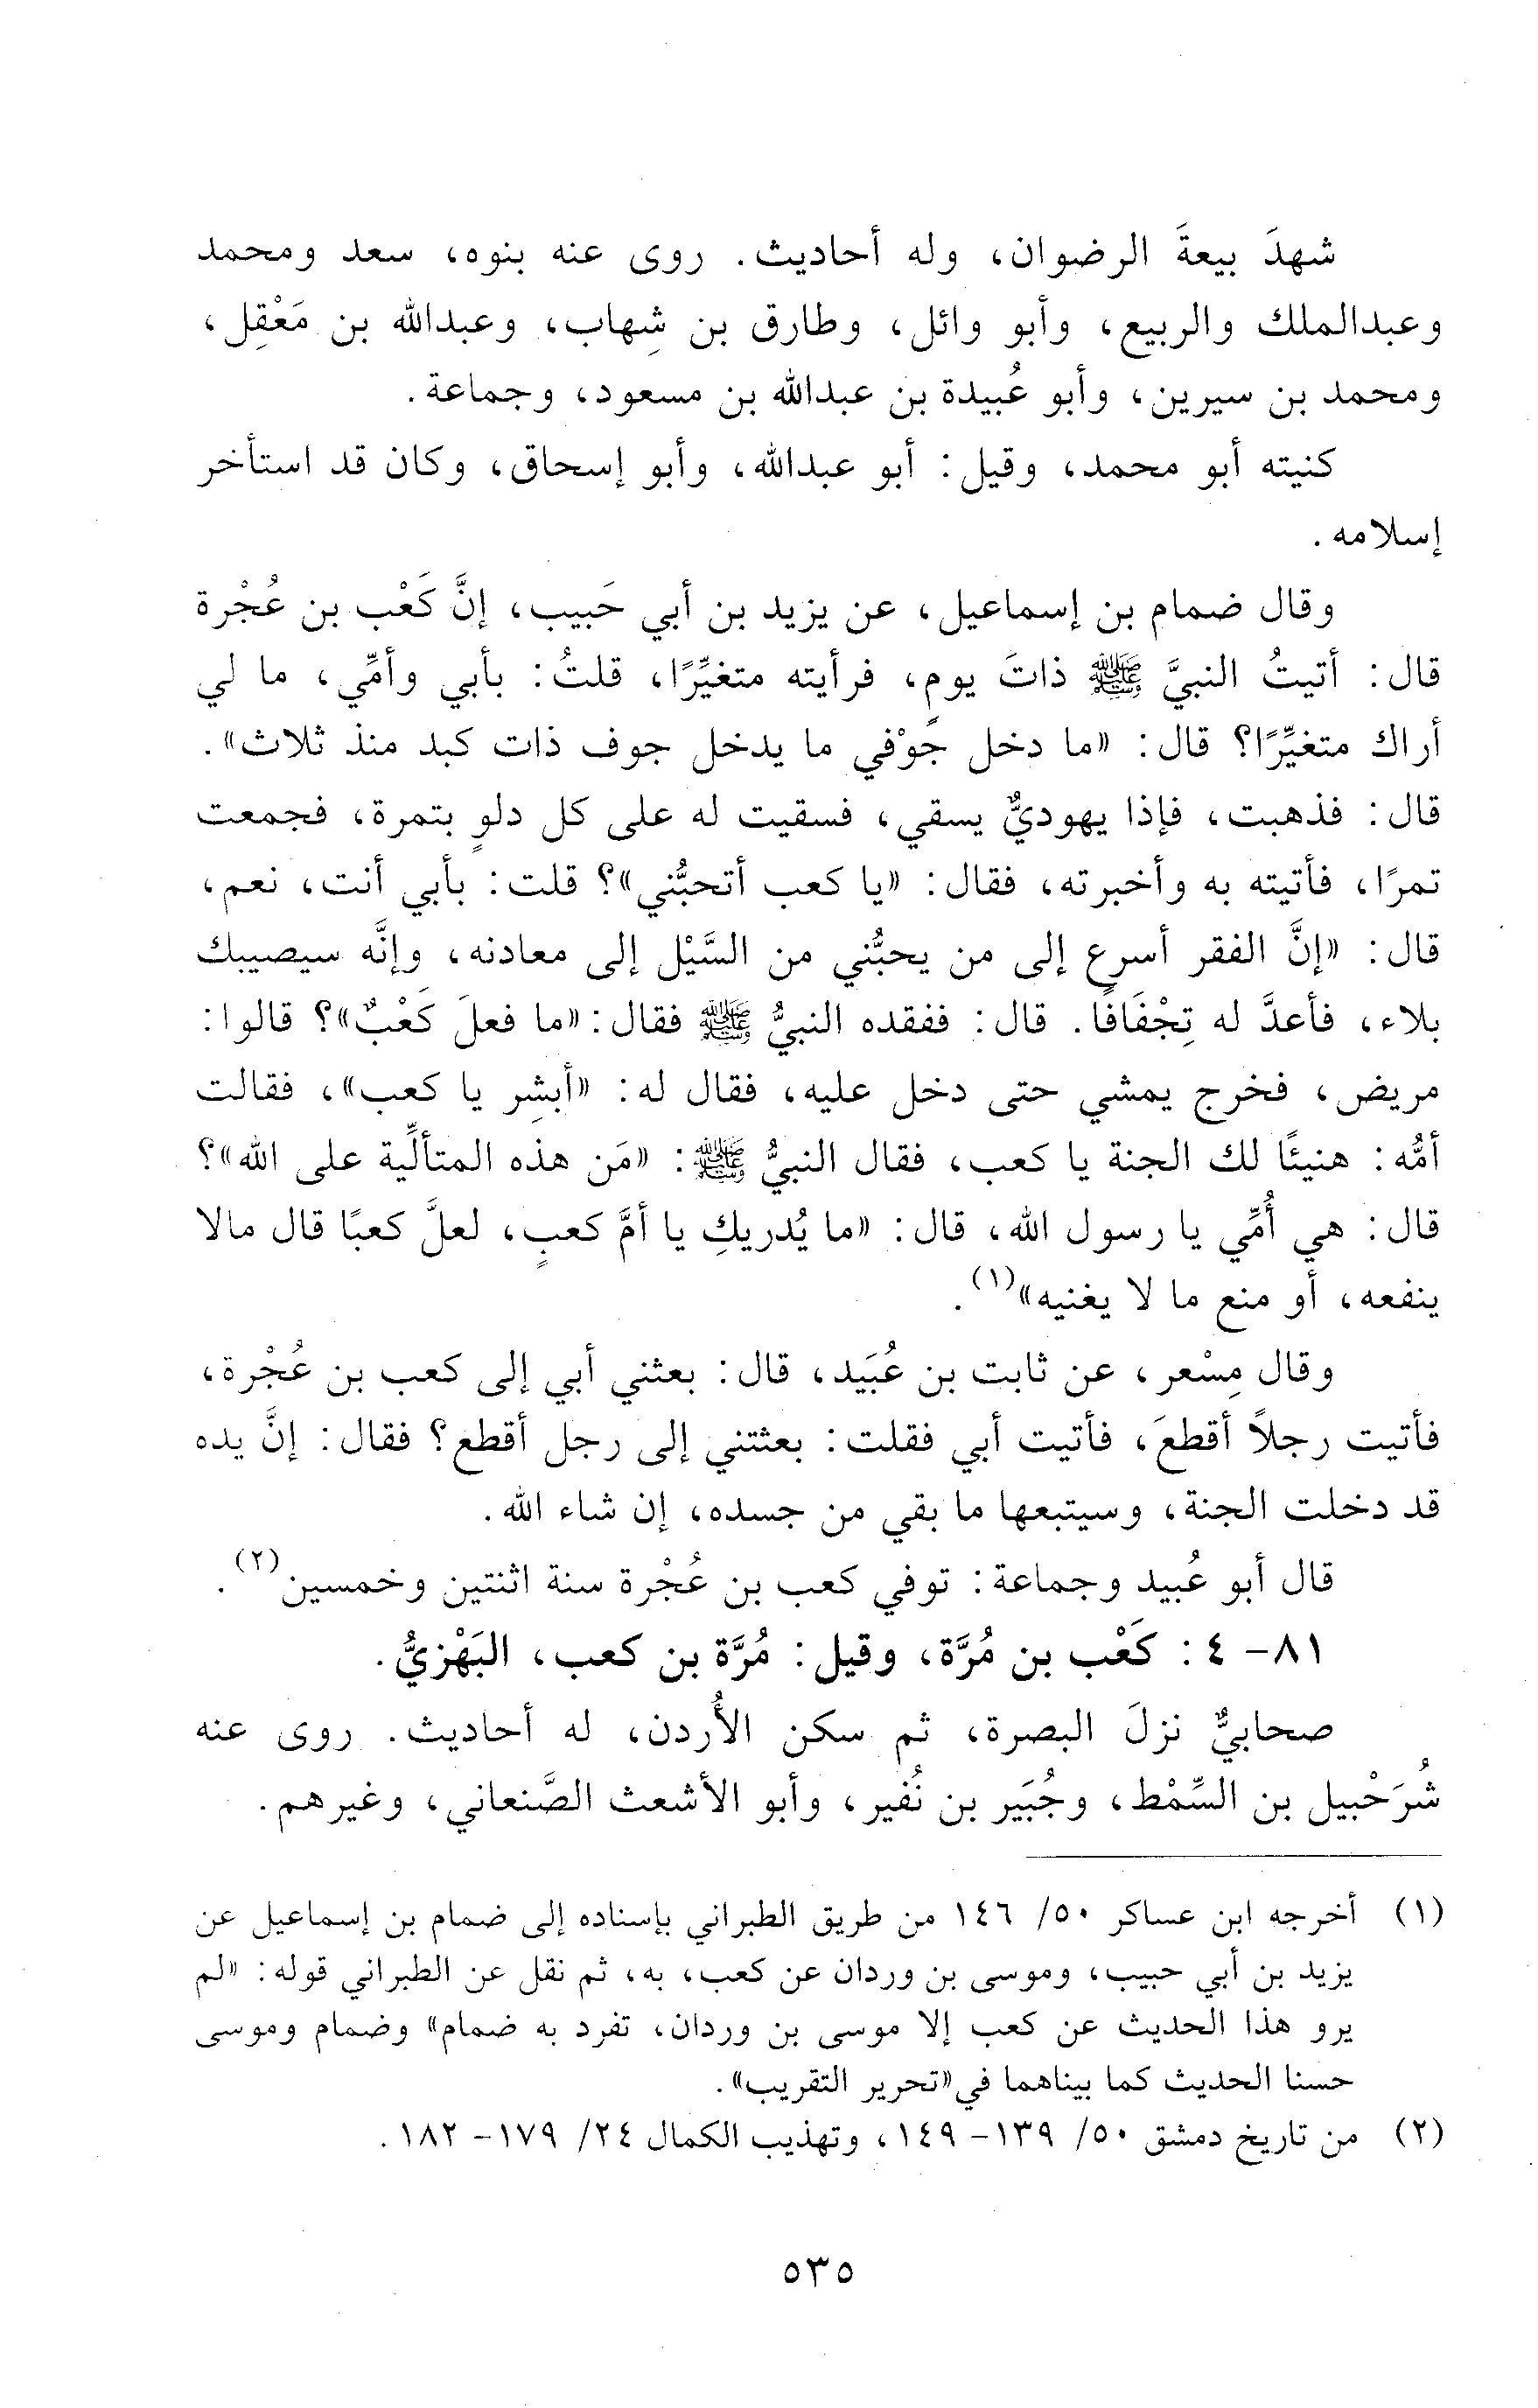 شهدَ بيعةَ الرضوان، وله أحاديث. روى عنه بنوه، سعد ومحمد
وعبدالملك والربيع، وأبو وائل، وطارق بن شِهاب، وعبدالله بن مَعْقِل،
ومحمد بن سيرين، وأبو عُبيدة بن عبدالله بن مسعود، وجماعة.
كنيته أبو محمد، وقيل: أبو عبدالله، وأبو إسحاق، وكان قد استأخر
إسلامه.
وقال ضمام بن إسماعيل، عن يزيد بن أبي حَبيب، إنَّ كَعْب بن عُجْرة
قال: أتيتُ النبيَّ ﷺ ذاتَ يومٍ، فرأيته متغيِّرًا، قلتُ: بأبي وأمِّي، ما لي
أراك متغيِّرًا؟ قال: «ما دخل جَوْفي ما يدخل جوف ذات كبد منذ ثلاث».
قال: فذهبت، فإذا يهوديٌّ يسقي، فسقيت له على كل دلوٍ بتمرة، فجمعت
تمرًا، فأتيته به وأخبرته، فقال: «يا كعب أتحبُّني»؟ قلت: بأبي أنت، نعم،
قال: «إنَّ الفقر أسرع إلى من يحبُّني من السَّيْل إلى معادنه، وإنَّه سيصيبك
بلاء، فأعدَّ له تِجْفَافًا. قال: ففقده النبيُّ ﷺ فقال: «ما فعلَ كَعْبٌ»؟ قالوا:
مريض، فخرج يمشي حتى دخل عليه، فقال له: «أبشِر يا كعب»، فقالت
أمُّه: هنيئًا لك الجنة يا كعب، فقال النبيُّ ﷺ: «مَن هذه المتألِّية على الله»؟
قال: هي أُمِّي يا رسول الله، قال: «ما يُدريكِ يا أمَّ كعبٍ، لعلَّ كعبًا قال مالا
ينفعه، أو منع ما لا يغنيه»(١).
وقال مِسْعر، عن ثابت بن عُبَيد، قال: بعثني أبي إلى كعب بن عُجْرة،
فأتيت رجلاً أقطعَ، فأتيت أبي فقلت: بعثتني إلى رجل أقطع؟ فقال: إنَّ يده
قد دخلت الجنة، وسيتبعها ما بقي من جسده، إن شاء الله.
قال أبو عُبيد وجماعة: توفي كعب بن عُجْرة سنة اثنتين وخمسين(٢).
٨١- ٤: كَعْب بن مُرَّة، وقيل: مُرَّة بن كعب، البَهْزيُّ.
صحابيٌّ نزلَ البصرة، ثم سكن الأُردن، له أحاديث. روى عنه
شُرَحْبيل بن السِّمْط، وجُبَير بن نُفير، وأبو الأشعث الصَّنعاني، وغيرهم.
(١) أخرجه ابن عساكر ٥٠/ ١٤٦ من طريق الطبراني بإسناده إلى ضمام بن إسماعيل عن
يزيد بن أبي حبيب، وموسى بن وردان عن كعب، به، ثم نقل عن الطبراني قوله: «لم
يرو هذا الحديث عن كعب إلا موسى بن وردان، تفرد به ضمام» وضمام وموسى
حسنا الحديث كما بيناهما في«تحرير التقريب».
(٢) من تاريخ دمشق ٥٠/ ١٣٩- ١٤٩، وتهذيب الكمال ٢٤/ ١٧٩- ١٨٢.
٥٣٥